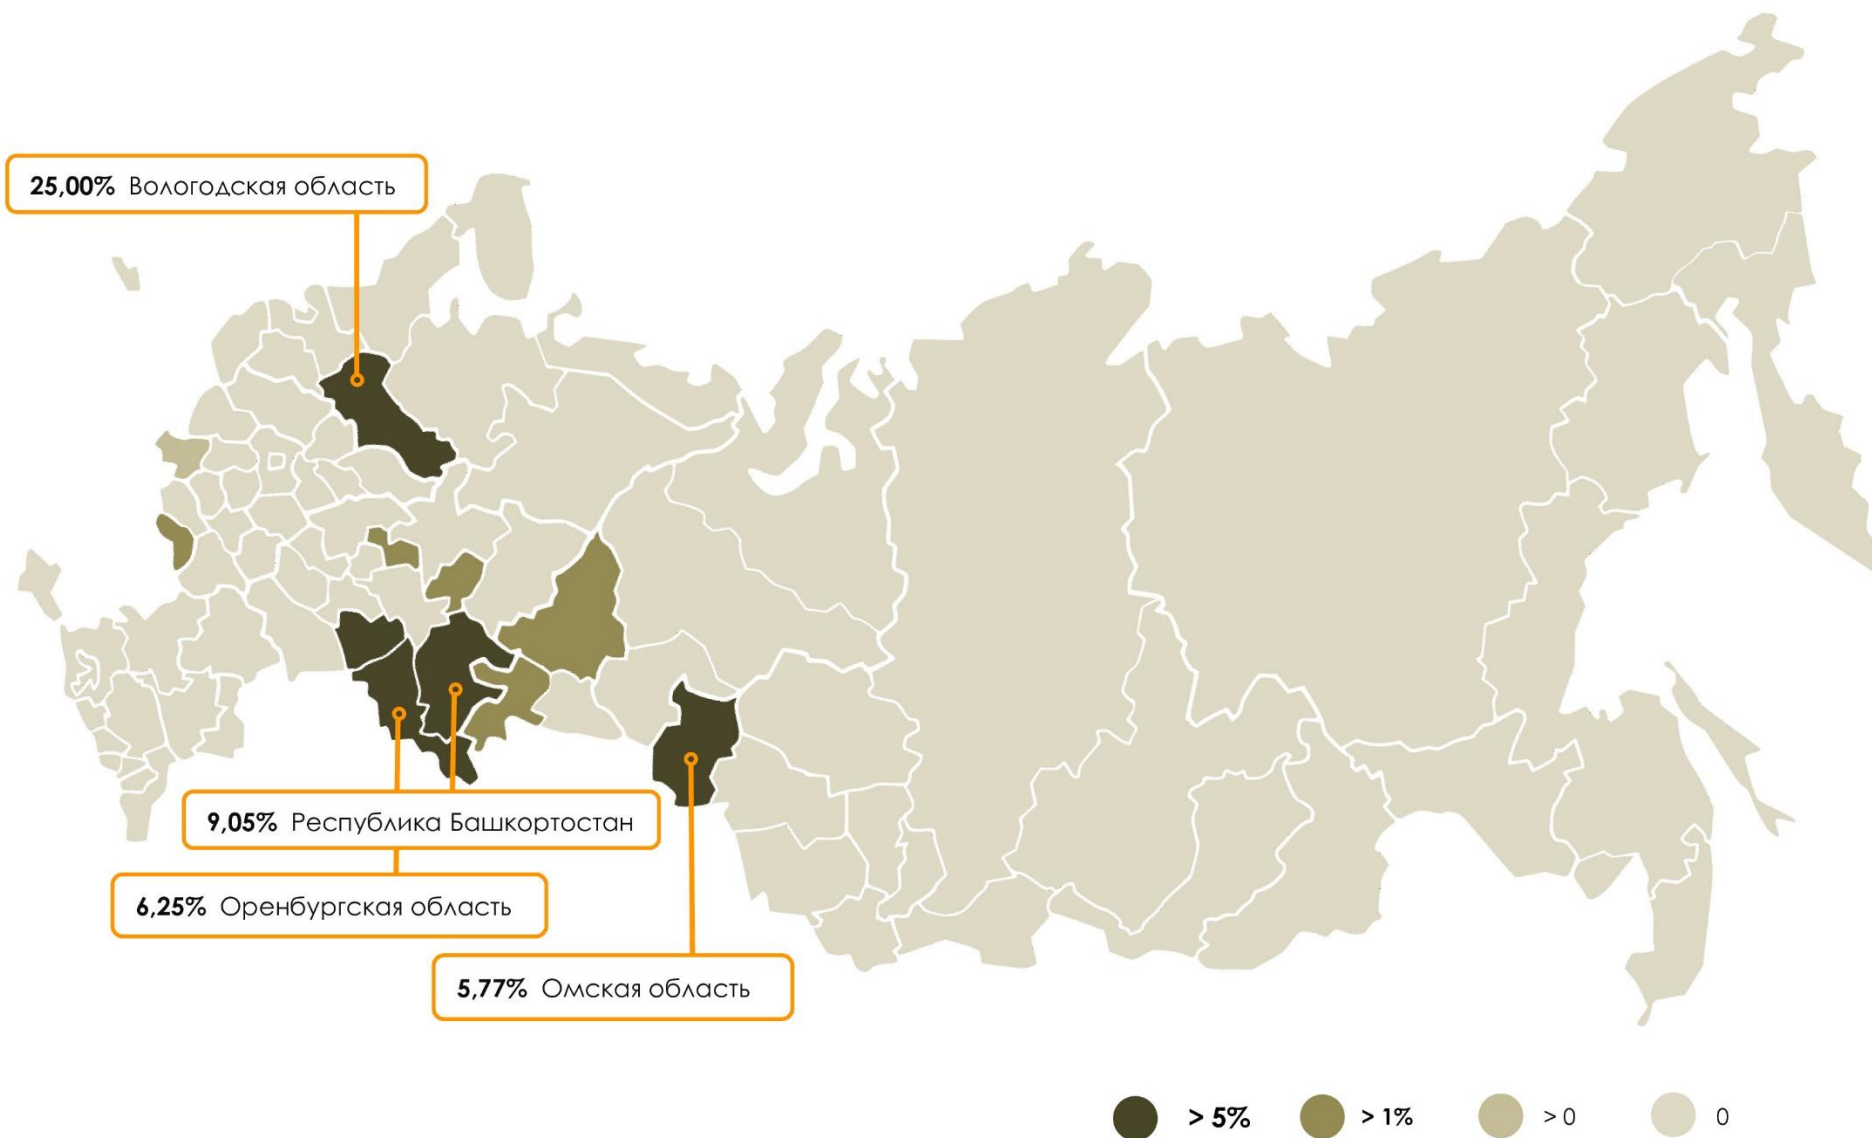 25,00% Вологодская область
9,05% Республика Башкортостан
6,25% Оренбургская область
5,77% Омская область
> 5% > 1% > 0 0